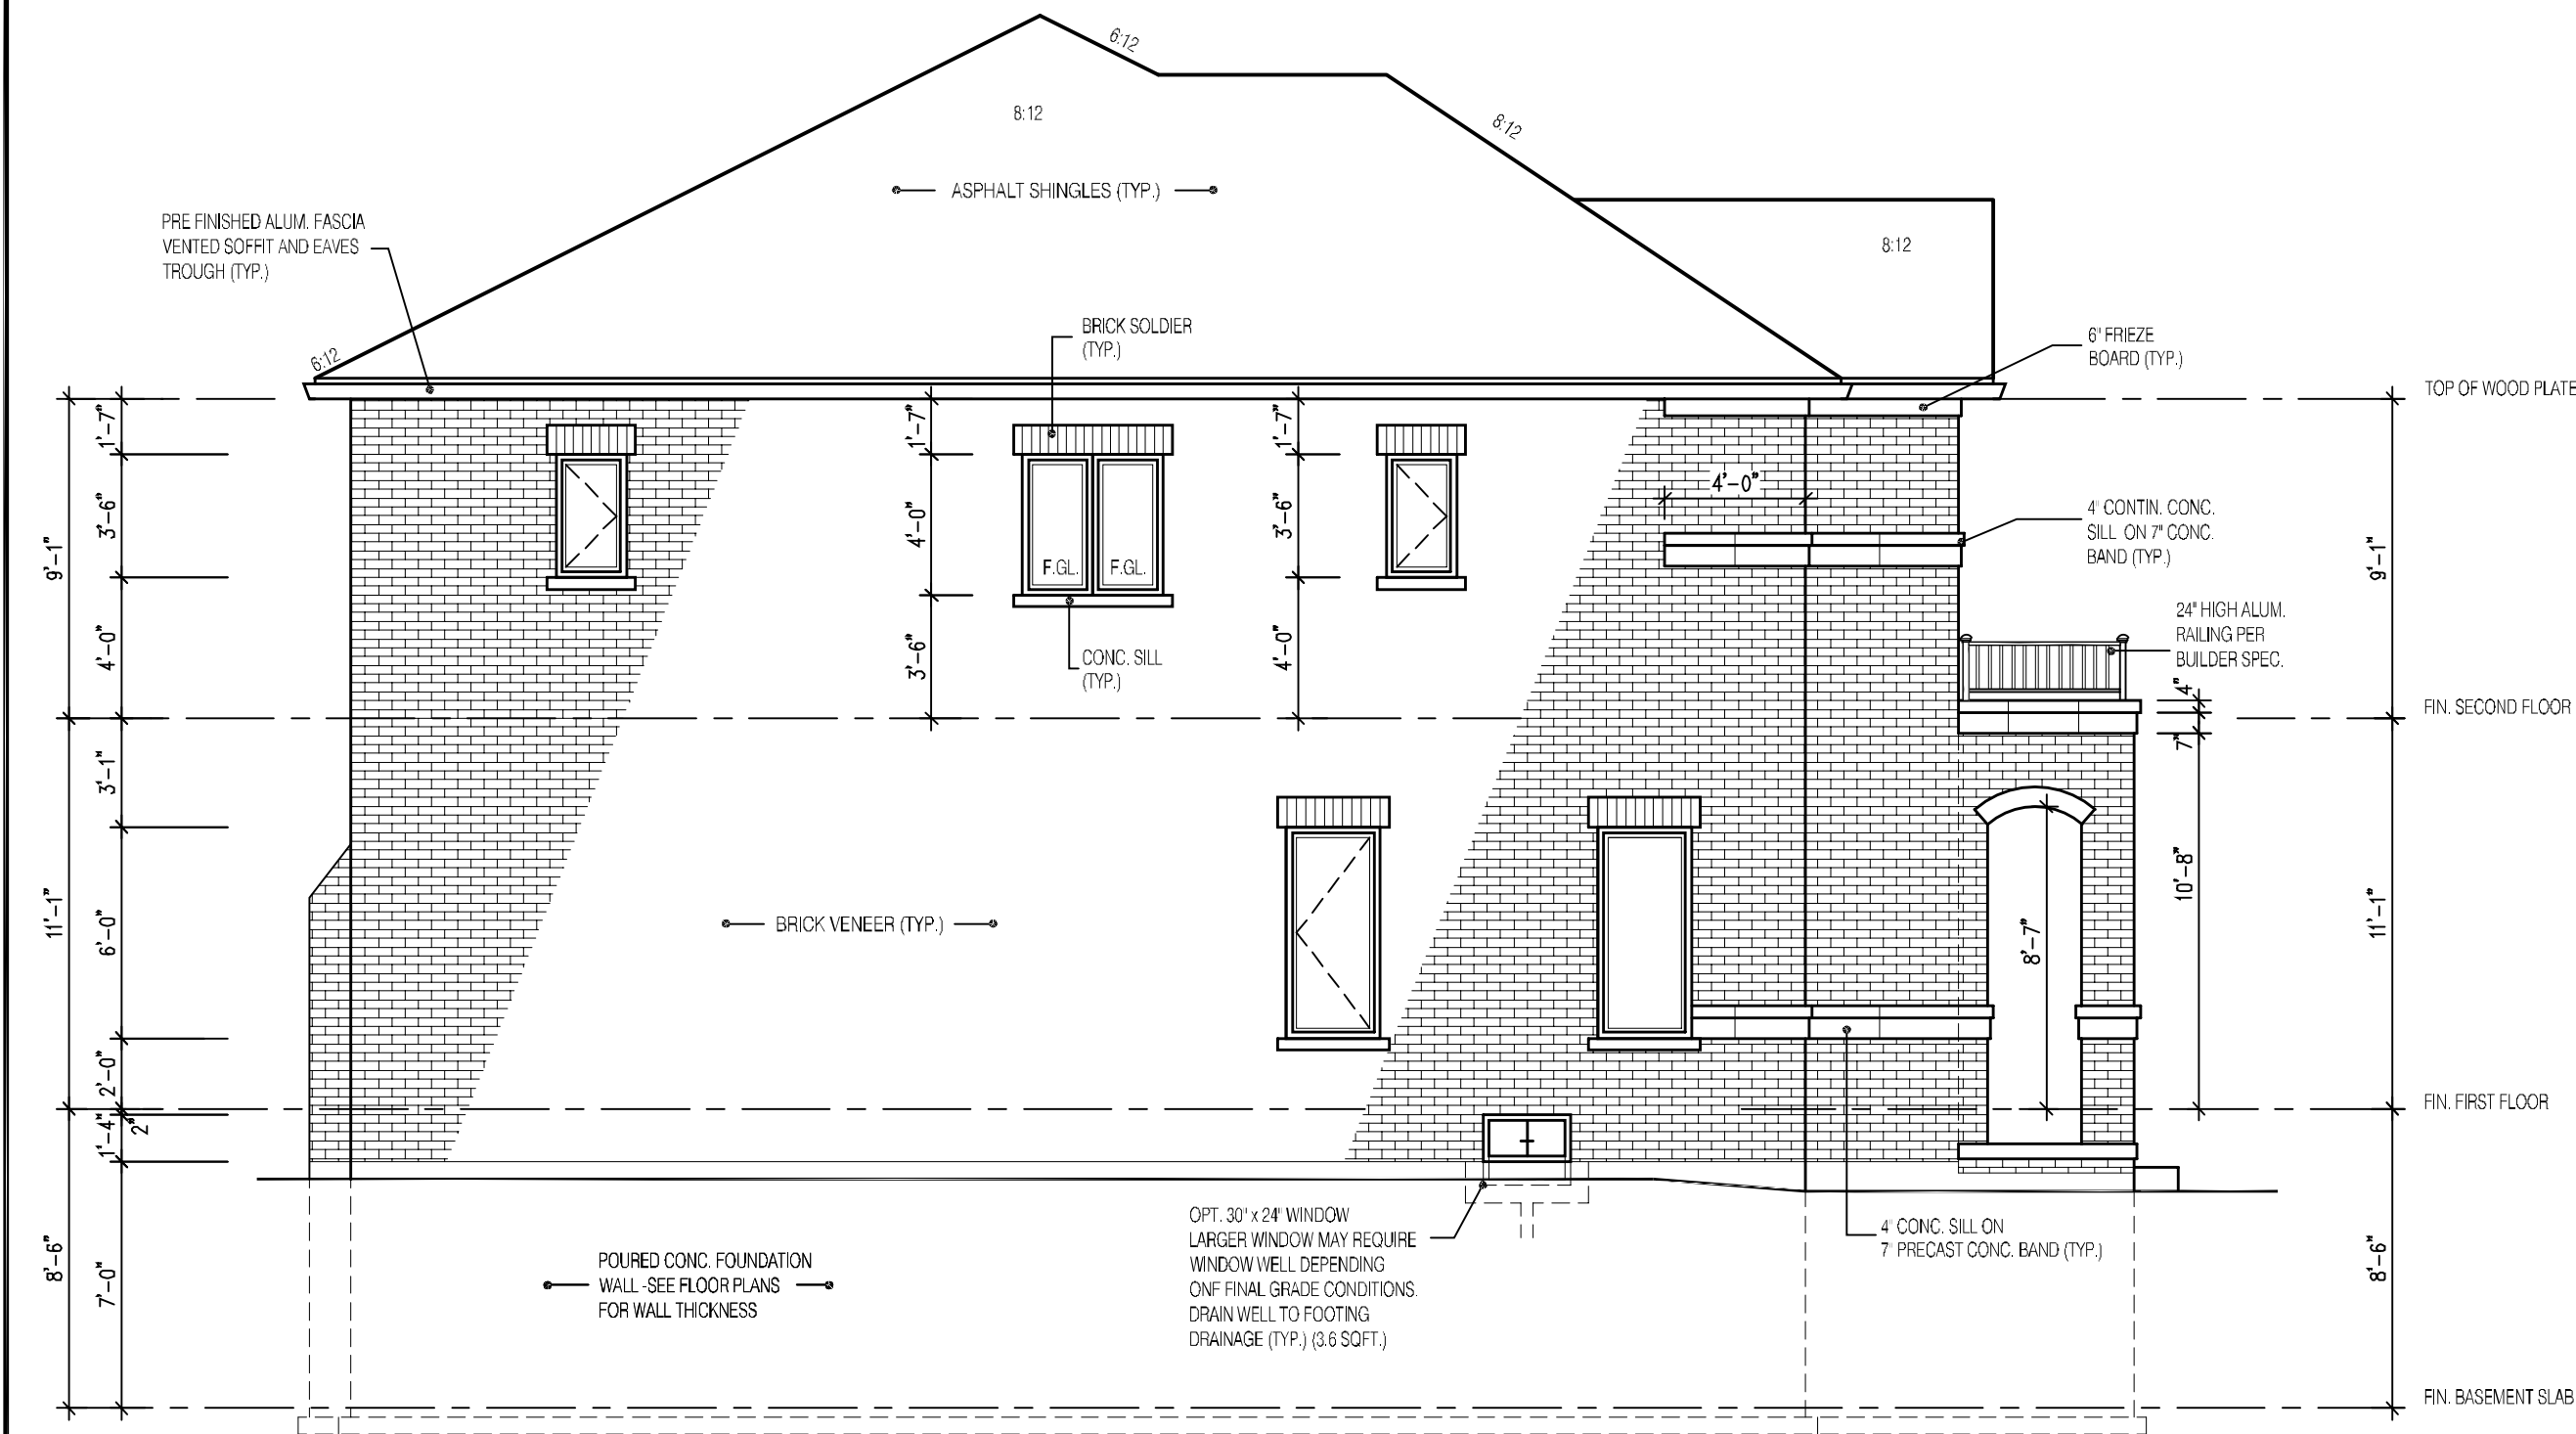 6:12
8:12
8:12
ASPHALT SHINGLES (TYP.)
PRE FINISHED ALUM. FASCIA
VENTED SOFFIT AND EAVES
TROUGH (TYP.)
8:12
BRICK SOLDIER
(TYP.)
6" FRIEZE
BOARD (TYP.)
6:12
TOP OF WOOD PLATE
1'-7"
1'-7"
1'-7"
4'-0"
3'-6"
4'-0"
3'-6"
4" CONTIN. CONC.
SILL ON 7" CONC.
BAND (TYP.)
9'-1"
9'-1"
F.GL.
F.GL.
24" HIGH ALUM.
RAILING PER
BUILDER SPEC.
4'-0"
3'-6"
4'-0"
CONC. SILL
(TYP.)
4"
FIN. SECOND FLOOR
7"
3'-1"
10'-8"
11'-1"
6'-0"
BRICK VENEER (TYP.)
8'-7"
11'-1"
2'-0"
FIN. FIRST FLOOR
1'-4"
2"
OPT. 30" x 24" WINDOW
LARGER WINDOW MAY REQUIRE
WINDOW WELL DEPENDING
ONF FINAL GRADE CONDITIONS.
DRAIN WELL TO FOOTING
DRAINAGE (TYP.) (3.6 SQFT.)
4" CONC. SILL ON
7" PRECAST CONC. BAND (TYP.)
8'-6"
7'-0"
POURED CONC. FOUNDATION
WALL -SEE FLOOR PLANS
FOR WALL THICKNESS
8'-6"
FIN. BASEMENT SLAB